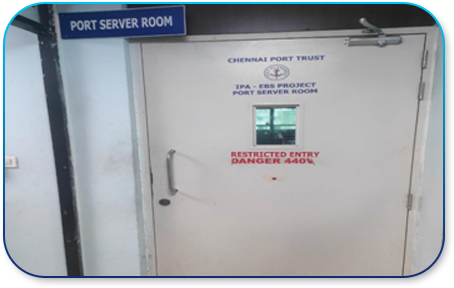 PORT SERVER ROOM
CHENNAI PORT TRUST
IPA - EBS PROJECT
PORT SERVER ROOM
RESTRICTED ENTRY
DANGER 440V